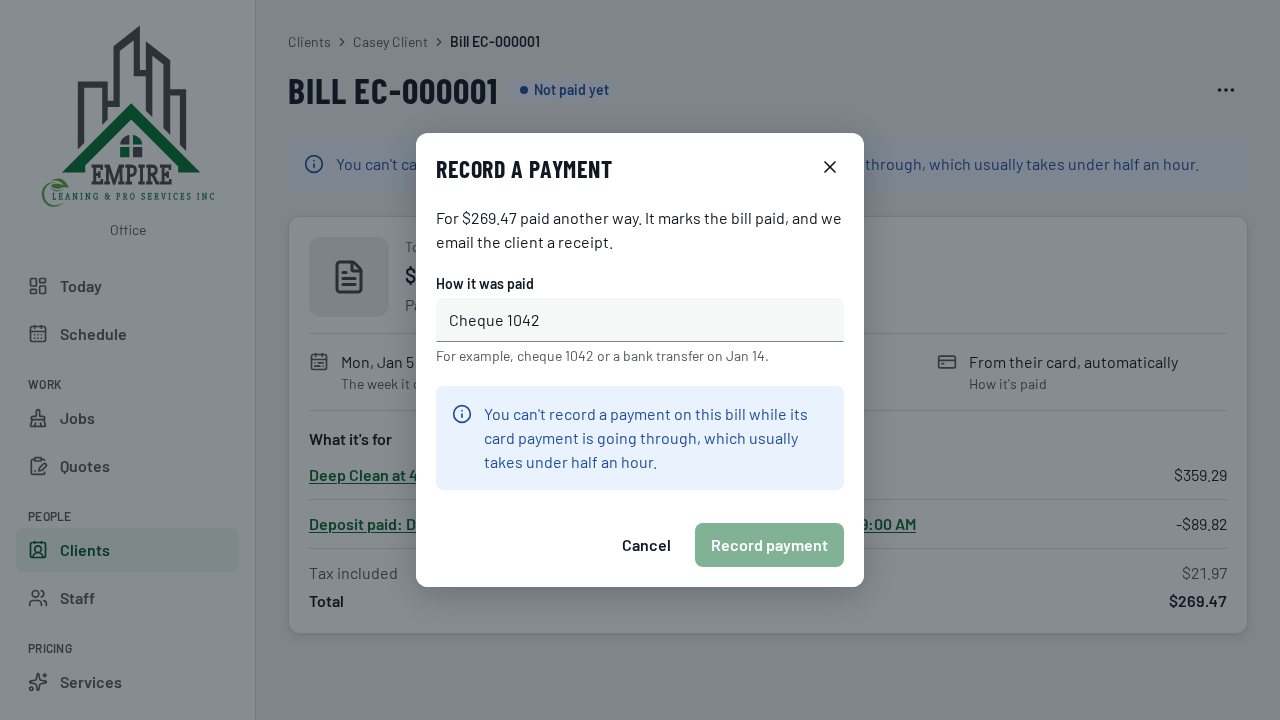 EMPIRE
LEANING & PRO SERVICES INC
Office
Today
Schedule
WORK
Jobs
Quotes
PEOPLE
Clients
Staff
PRICING
Services
Clients > Casey Client > Bill EC-000001
BILL EC-000001
Not paid yet
You can't ca
through, which usually takes under half an hour.
To
$
Pa
Mon, Jan 5
The week it c
From their card, automatically
How it's paid
What it's for
Deep Clean at 4
$359.29
Deposit paid: D
9:00 AM
-$89.82
Tax included
$21.97
Total
$269.47
RECORD A PAYMENT
For $269.47 paid another way. It marks the bill paid, and we
email the client a receipt.
How it was paid
Cheque 1042
For example, cheque 1042 or a bank transfer on Jan 14.
You can't record a payment on this bill while its
card payment is going through, which usually
takes under half an hour.
Cancel
Record payment